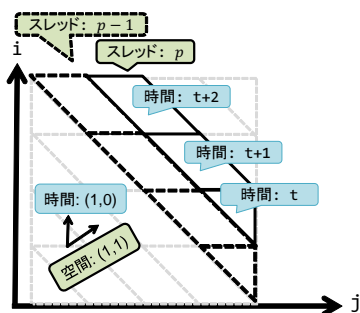 スレッド: p − 1
i
スレッド: p
時間: t+2
時間: t+1
時間: t
時間: (1,0)
空間: (1,1)
j